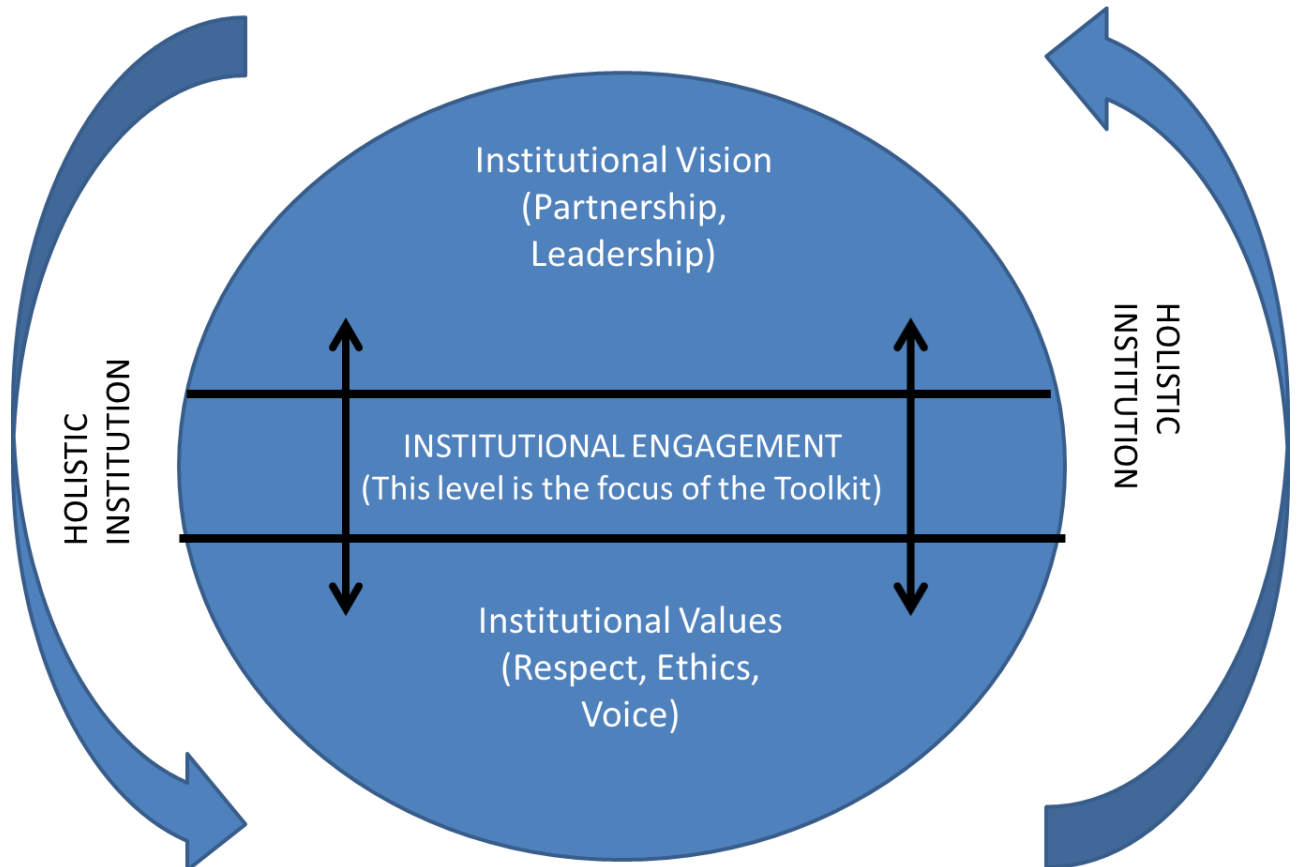 Institutional Vision
(Partnership,
Leadership)
HOLISTIC
INSTITUTION
INSTITUTIONAL ENGAGEMENT
(This level is the focus of the Toolkit)
HOLISTIC
INSTITUTION
Institutional Values
(Respect, Ethics,
Voice)